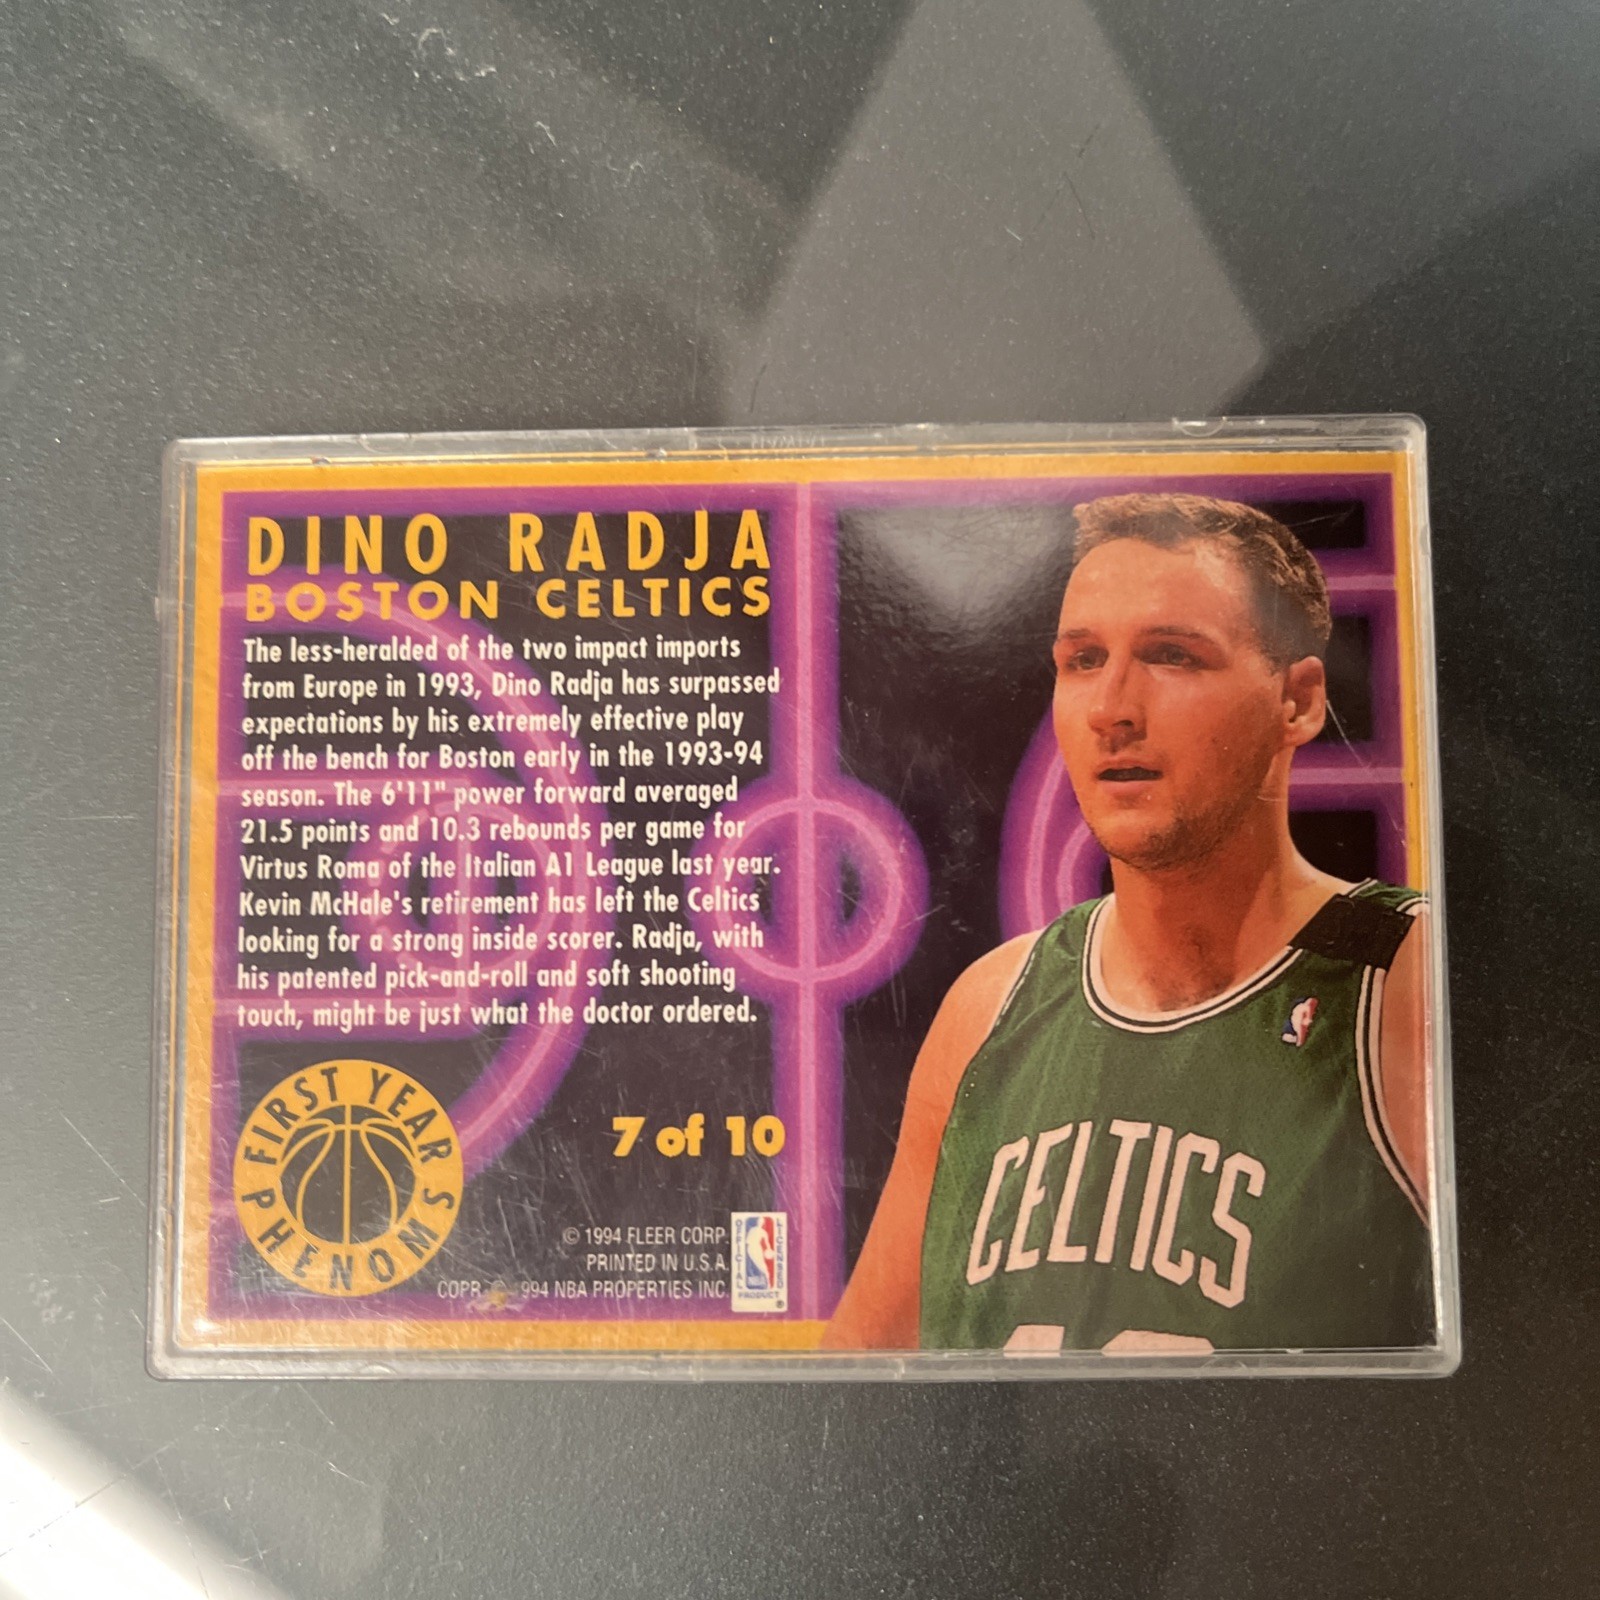 DINO RADJA
BOSTON CELTICS
The less-heralded of the two impact imports
from Europe in 1993, Dino Radja has surpassed
expectations by his extremely effective play
off the bench for Boston early in the 1993-94
season. The 6'11" power forward averaged
21.5 points and 10.3 rebounds per game for
Virtus Roma of the Italian A1 League last year.
Kevin McHale's retirement has left the Celtics
looking for a strong inside scorer. Radja, with
his patented pick-and-roll and soft shooting
touch, might be just what the doctor ordered.
FIRST YEAR PHENOMS
7 of 10
© 1994 FLEER CORP.
PRINTED IN U.S.A.
COPR. © 994 NBA PROPERTIES INC.
OFFICIAL
LICENSED
NBA
PRODUCT
®
CELTICS